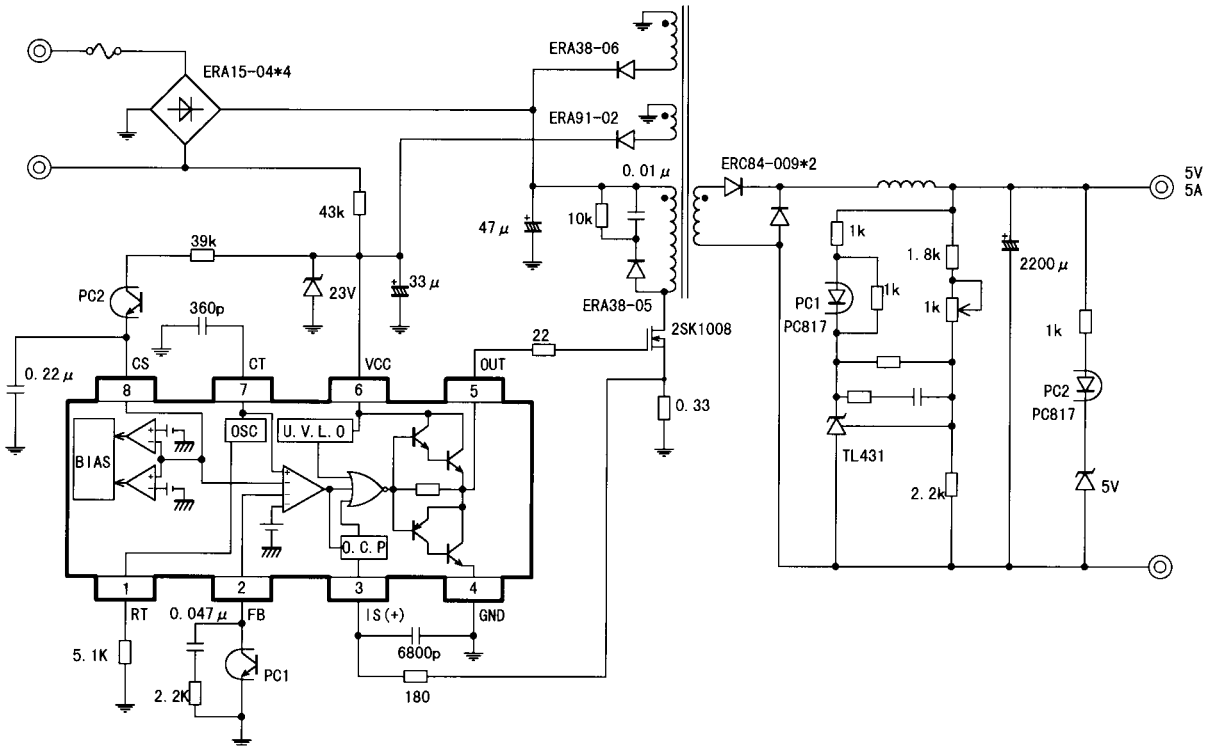 ERA15-04*4
ERA38-06
ERA91-02
0.01μ
ERC84-009*2
5V
5A
43k
47μ
10k
1k
1.8k
39k
23V
33μ
ERA38-05
PC1
PC817
1k
1k
2200μ
PC2
360p
22
2SK1008
1k
0.22μ
CS
CT
VCC
OUT
0.33
PC2
PC817
8
7
6
5
BIAS
OSC
U.V.L.O
TL431
2.2k
5V
O.C.P
1
2
3
4
RT
0.047μ
FB
IS(+)
GND
5.1K
6800p
2.2K
PC1
180